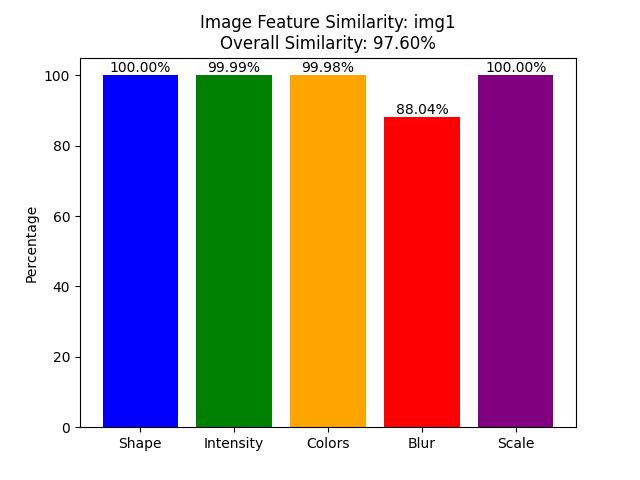 Image Feature Similarity: img1
Overall Similarity: 97.60%
100.00%
99.99%
99.98%
88.04%
100.00%
Percentage
100
80
60
40
20
0
Shape
Intensity
Colors
Blur
Scale